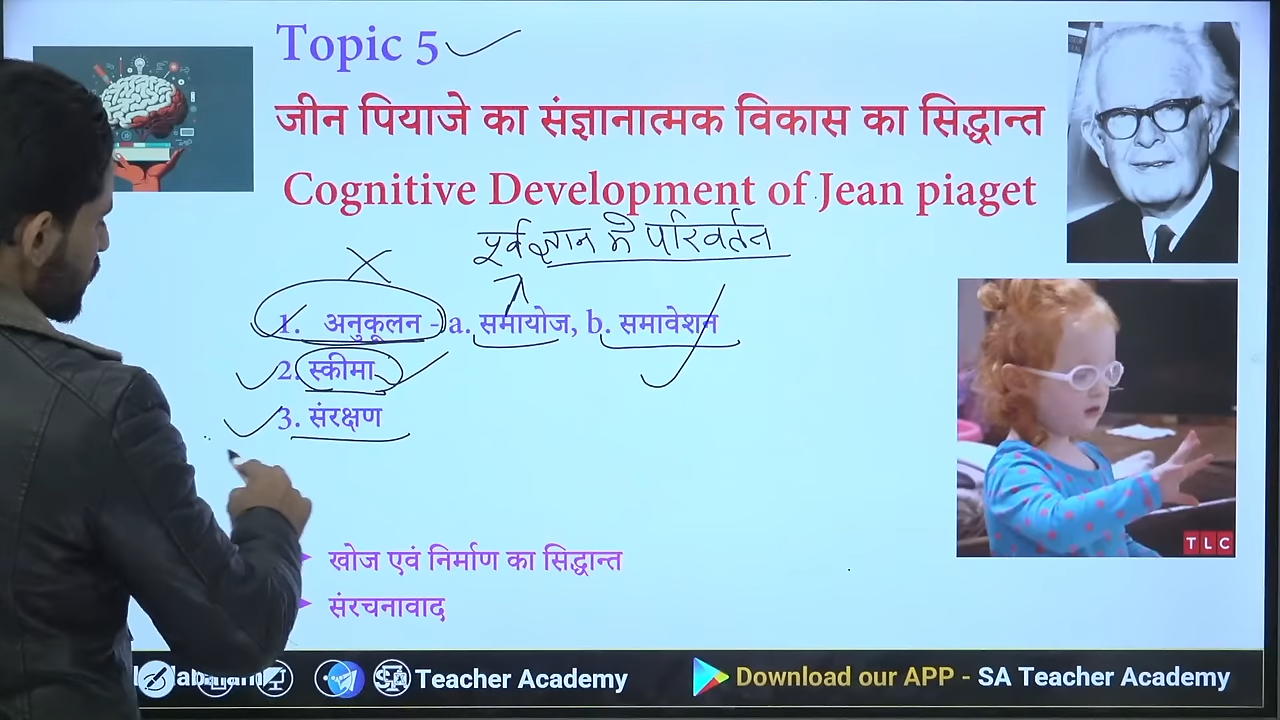 Topic 5
जीन पियाजे का संज्ञानात्मक विकास का सिद्धान्त
Cognitive Development of Jean piaget
पूर्व ज्ञान में परिवर्तन
1. अनुकूलन - a. समायोज, b. समावेशन
2. स्कीमा
3. संरक्षण
खोज एवं निर्माण का सिद्धान्त
संरचनावाद
TLC
SA Teacher Academy
Download our APP - SA Teacher Academy